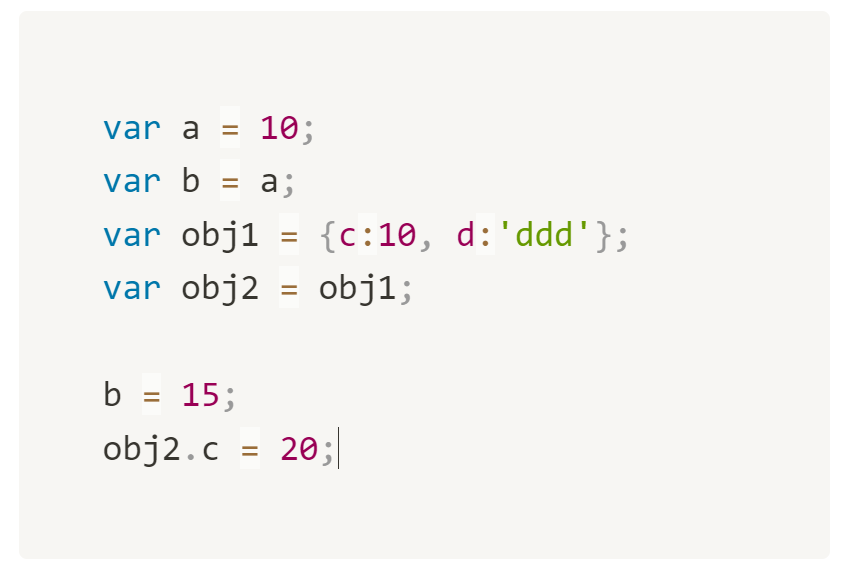 var a = 10;
var b = a;
var obj1 = {c:10, d:'ddd'};
var obj2 = obj1;
b = 15;
obj2.c = 20;